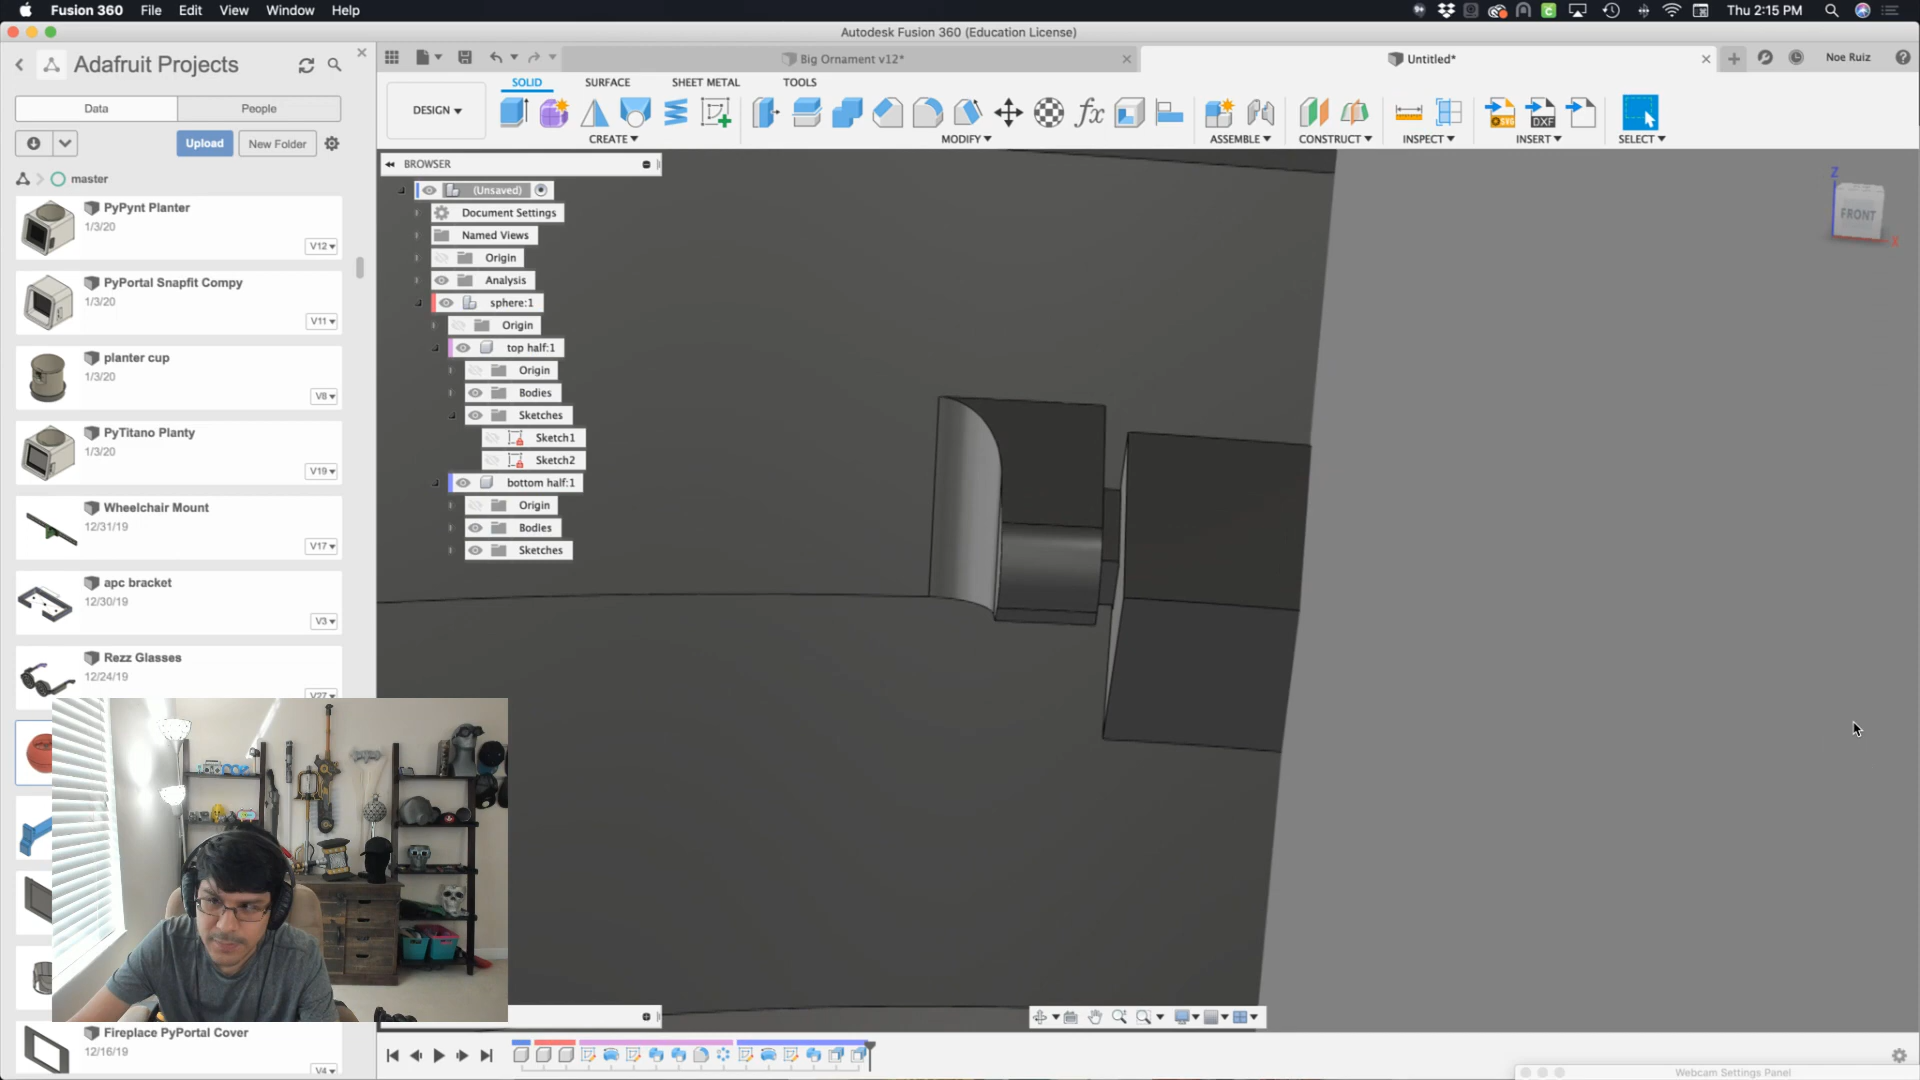 Fusion 360 File Edit View Window Help Thu 2:15 PM
Autodesk Fusion 360 (Education License)
Adafruit Projects
Big Ornament v12*
Untitled*
Noe Ruiz
Data People
Upload New Folder
master
DESIGN
SOLID SURFACE SHEET METAL TOOLS
CREATE MODIFY ASSEMBLE CONSTRUCT INSPECT INSERT SELECT
PyPynt Planter
1/3/20
V12
PyPortal Snapfit Compy
1/3/20
V11
planter cup
1/3/20
V8
PyTitano Planty
1/3/20
V19
Wheelchair Mount
12/31/19
V17
apc bracket
12/30/19
V3
Rezz Glasses
12/24/19
V27
Fireplace PyPortal Cover
12/16/19
V4
BROWSER
(Unsaved)
Document Settings
Named Views
Origin
Analysis
sphere:1
Origin
top half:1
Origin
Bodies
Sketches
Sketch1
Sketch2
bottom half:1
Origin
Bodies
Sketches
Z
FRONT
X
Webcam Settings Panel